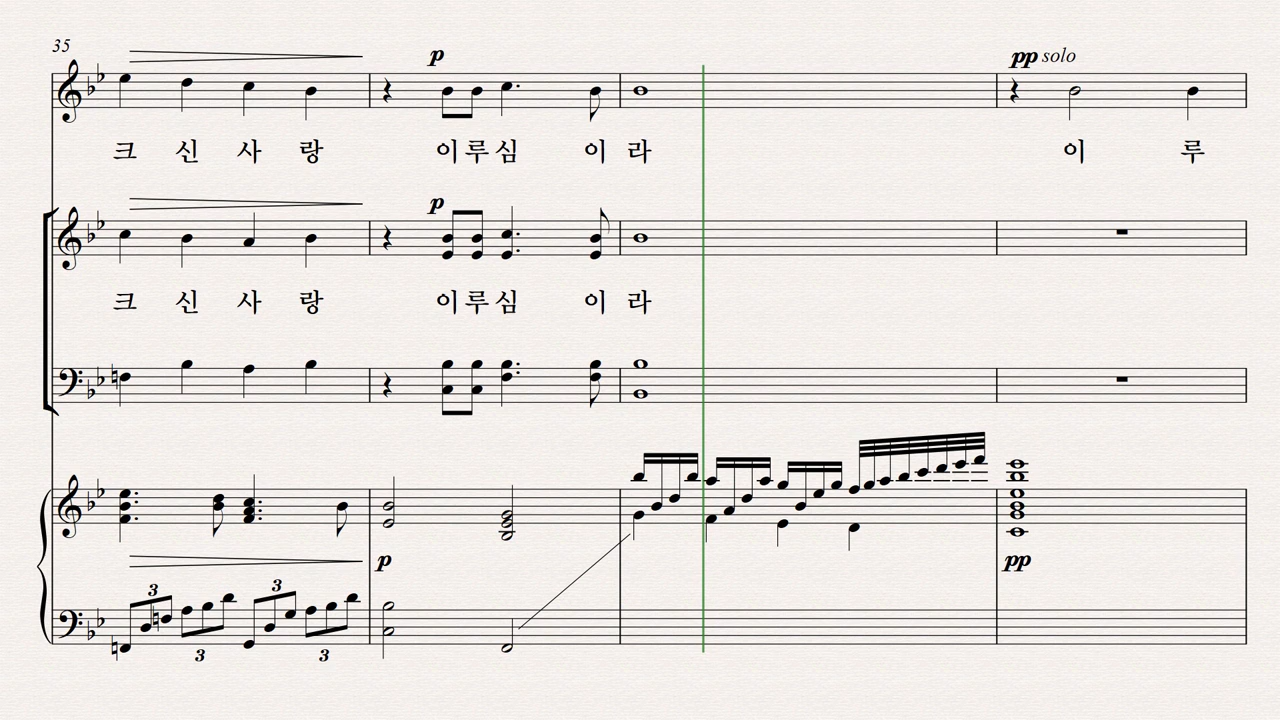 35
p
pp solo
크 신 사 랑 이 루 심 이 라 이 루
p
크 신 사 랑 이 루 심 이 라
p
pp
3 3
3 3